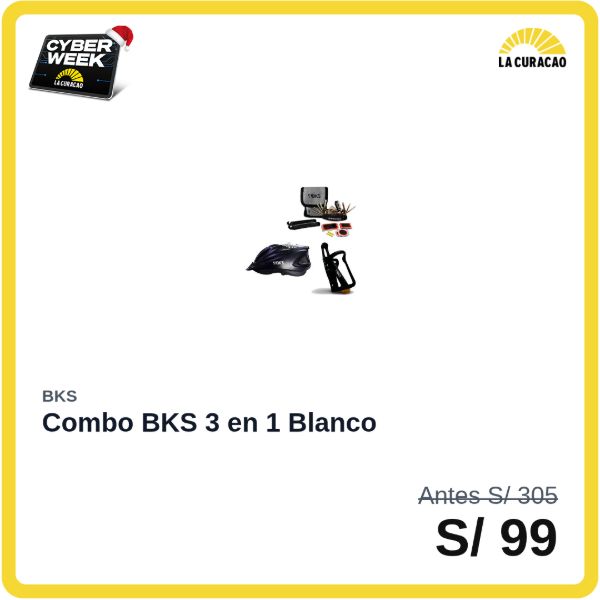 CYBER
WEEK
LA CURACAO
LA CURACAO
BKS
Combo BKS 3 en 1 Blanco
Antes S/ 305
S/ 99